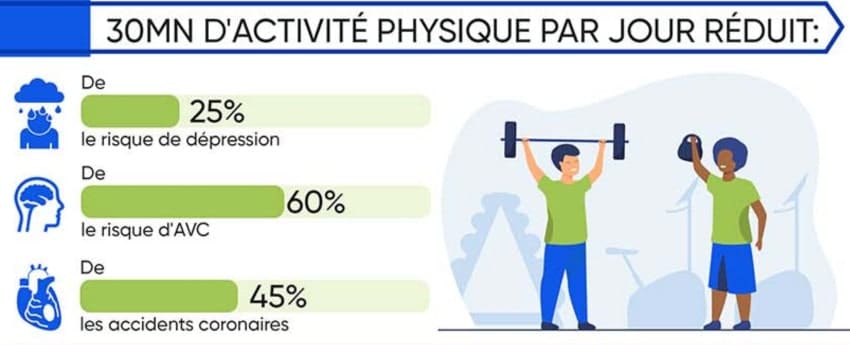 30MN D'ACTIVITÉ PHYSIQUE PAR JOUR RÉDUIT:
De
25%
le risque de dépression
De
60%
le risque d'AVC
De
45%
les accidents coronaires